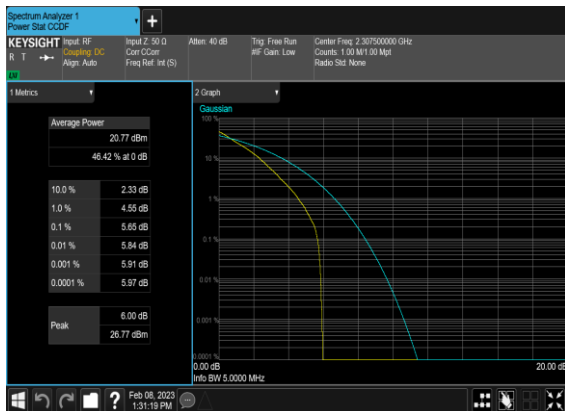 Spectrum Analyzer 1
Power Stat CCDF
+
KEYSIGHT
R T
LXI
Input: RF
Coupling: DC
Align: Auto
Input Z: 50 Ω
Corr CCorr
Freq Ref: Int (S)
Atten: 40 dB
Trig: Free Run
#IF Gain: Low
Center Freq: 2.307500000 GHz
Counts: 1.00 M/1.00 Mpt
Radio Std: None
1 Metrics
Average Power
20.77 dBm
46.42 % at 0 dB
10.0 % 2.33 dB
1.0 % 4.55 dB
0.1 % 5.65 dB
0.01 % 5.84 dB
0.001 % 5.91 dB
0.0001 % 5.97 dB
Peak
6.00 dB
26.77 dBm
2 Graph
Gaussian
100 %
10 %
1 %
0.1 %
0.01 %
0.001 %
0.0001 %
0.00 dB 20.00 dB
Info BW 5.0000 MHz
?
Feb 08, 2023
1:31:19 PM